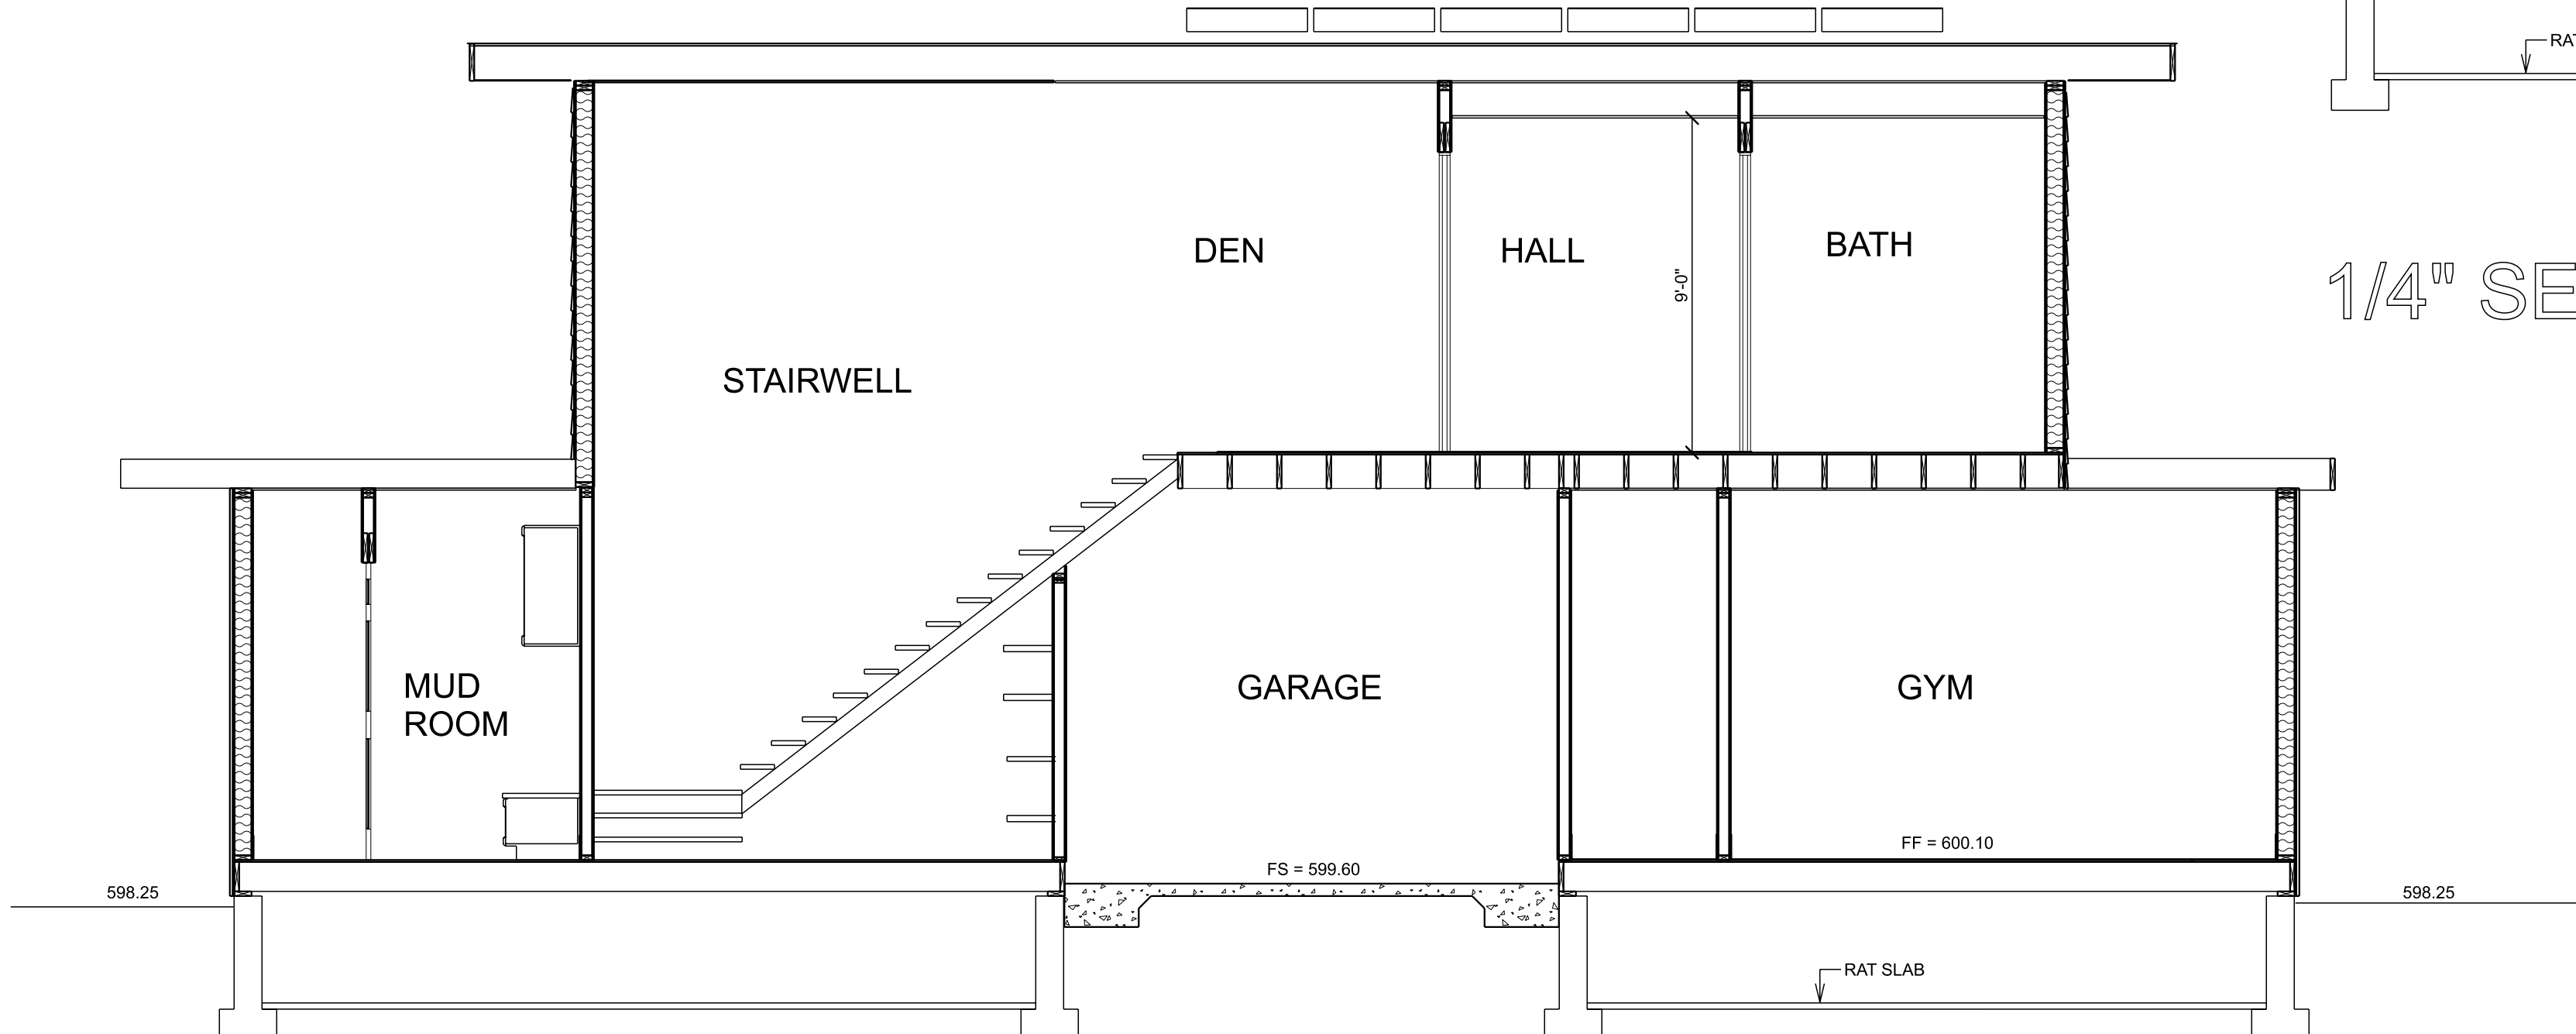 RAT
DEN
HALL
BATH
9'-0"
1/4" SE
STAIRWELL
MUD
ROOM
GARAGE
GYM
FF = 600.10
FS = 599.60
598.25
598.25
RAT SLAB